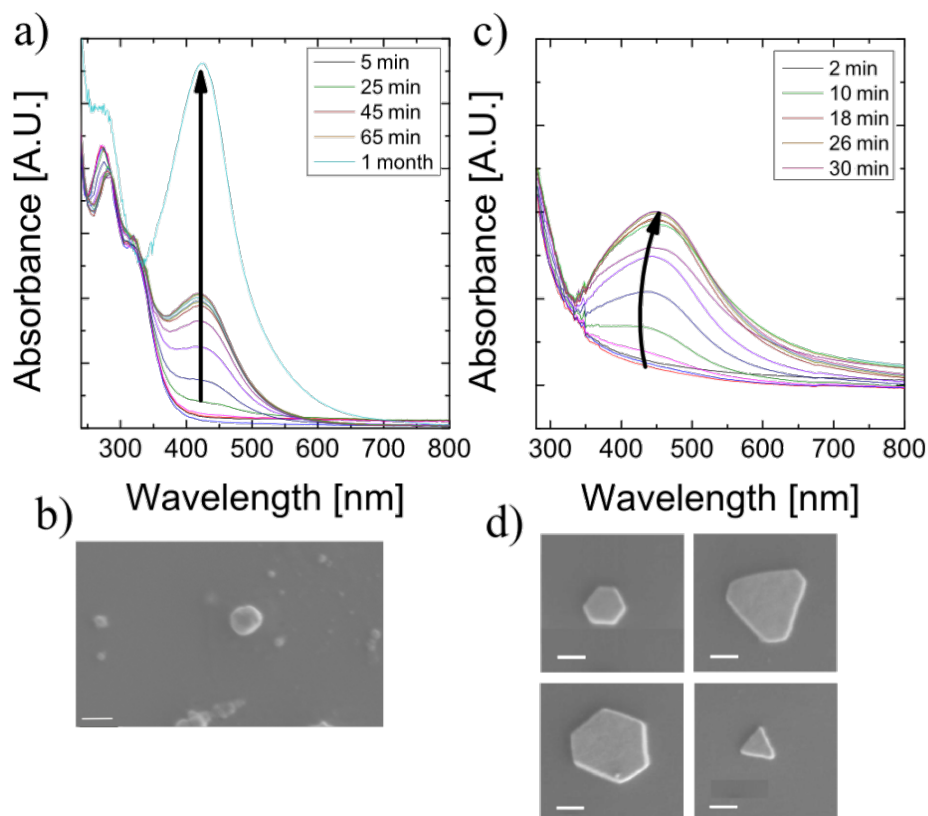 a)
Absorbance [A.U.]
5 min
25 min
45 min
65 min
1 month
300 400 500 600 700 800
Wavelength [nm]
c)
Absorbance [A.U.]
2 min
10 min
18 min
26 min
30 min
300 400 500 600 700 800
Wavelength [nm]
b)
d)